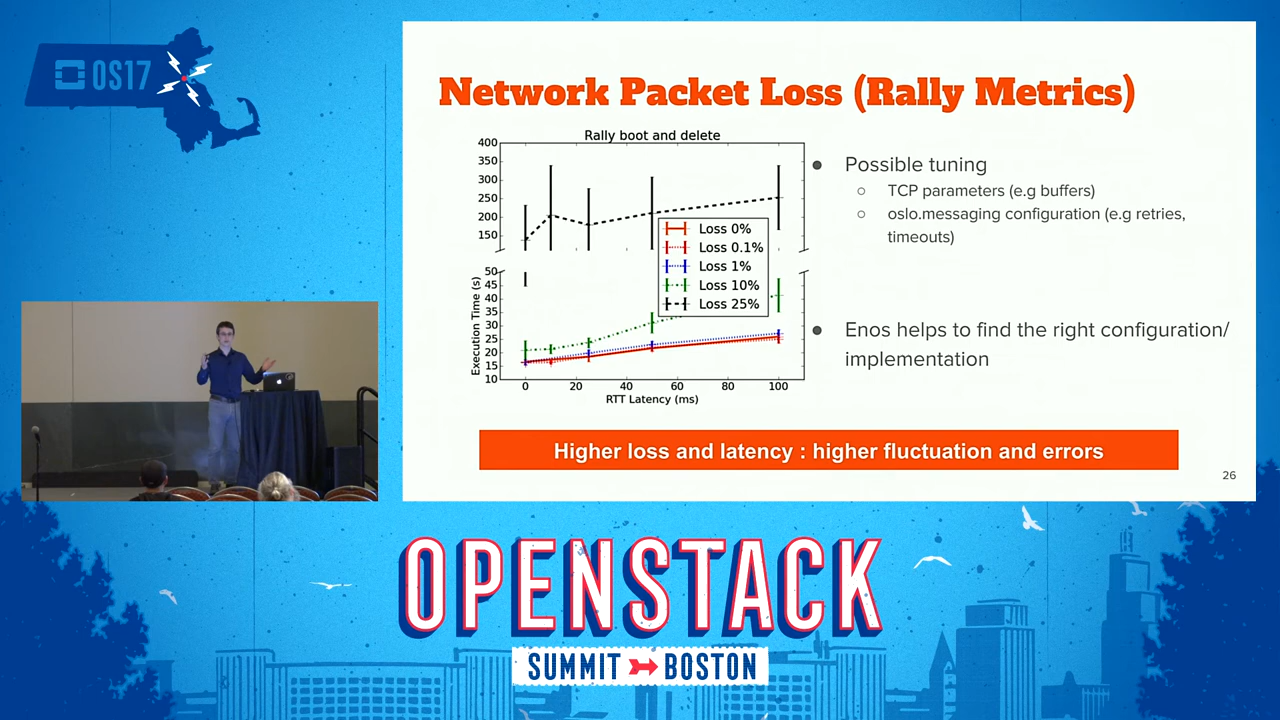 OS17
Network Packet Loss (Rally Metrics)
Rally boot and delete
400
350
300
250
200
150
50
45
40
35
30
25
20
15
10
Execution Time (s)
0
20
40
60
80
100
RTT Latency (ms)
Loss 0%
Loss 0.1%
Loss 1%
Loss 10%
Loss 25%
Possible tuning
TCP parameters (e.g buffers)
oslo.messaging configuration (e.g retries,
timeouts)
Enos helps to find the right configuration/
implementation
Higher loss and latency : higher fluctuation and errors
26
OPENSTACK
SUMMIT BOSTON